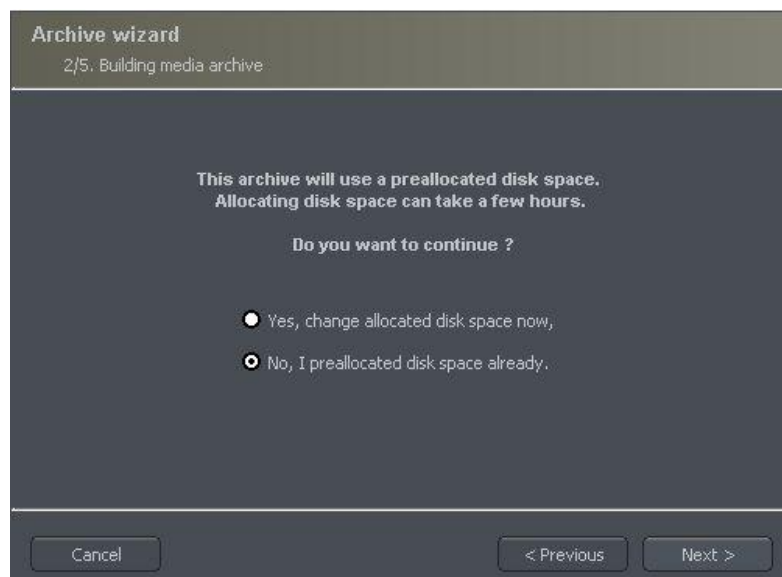 Archive wizard
2/5. Building media archive
This archive will use a preallocated disk space.
Allocating disk space can take a few hours.
Do you want to continue ?
Yes, change allocated disk space now,
No, I preallocated disk space already.
Cancel
< Previous
Next >